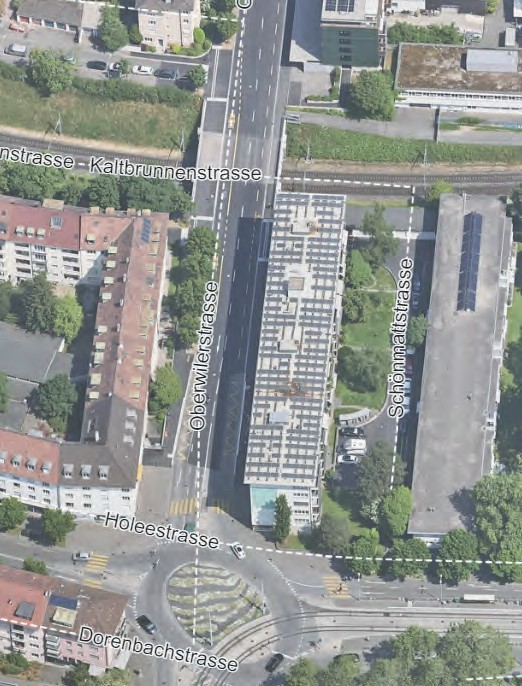 nstrasse
Kaltbrunnenstrasse
Oberwilerstrasse
Schönmattstrasse
Holeestrasse
Dorenbachstrasse